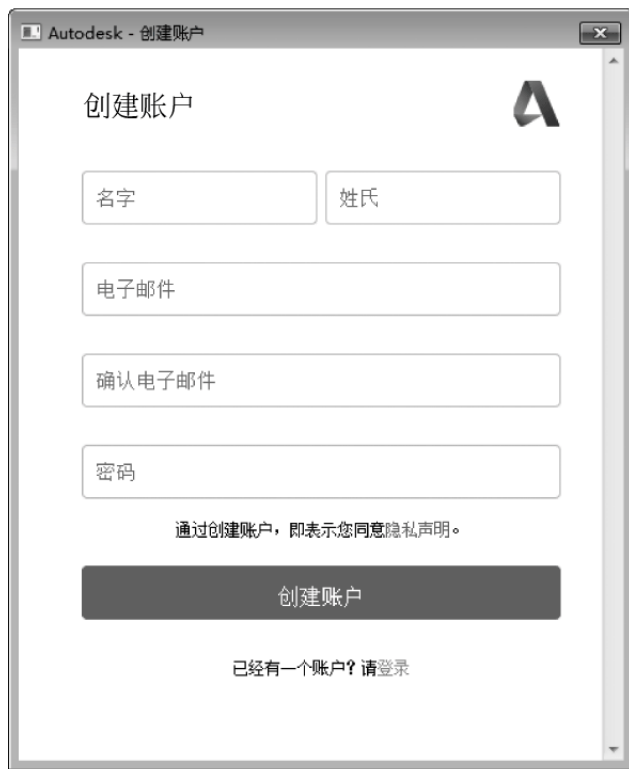 Autodesk - 创建账户
创建账户
名字 姓氏
电子邮件
确认电子邮件
密码
通过创建账户，即表示您同意隐私声明。
创建账户
已经有一个账户？请登录